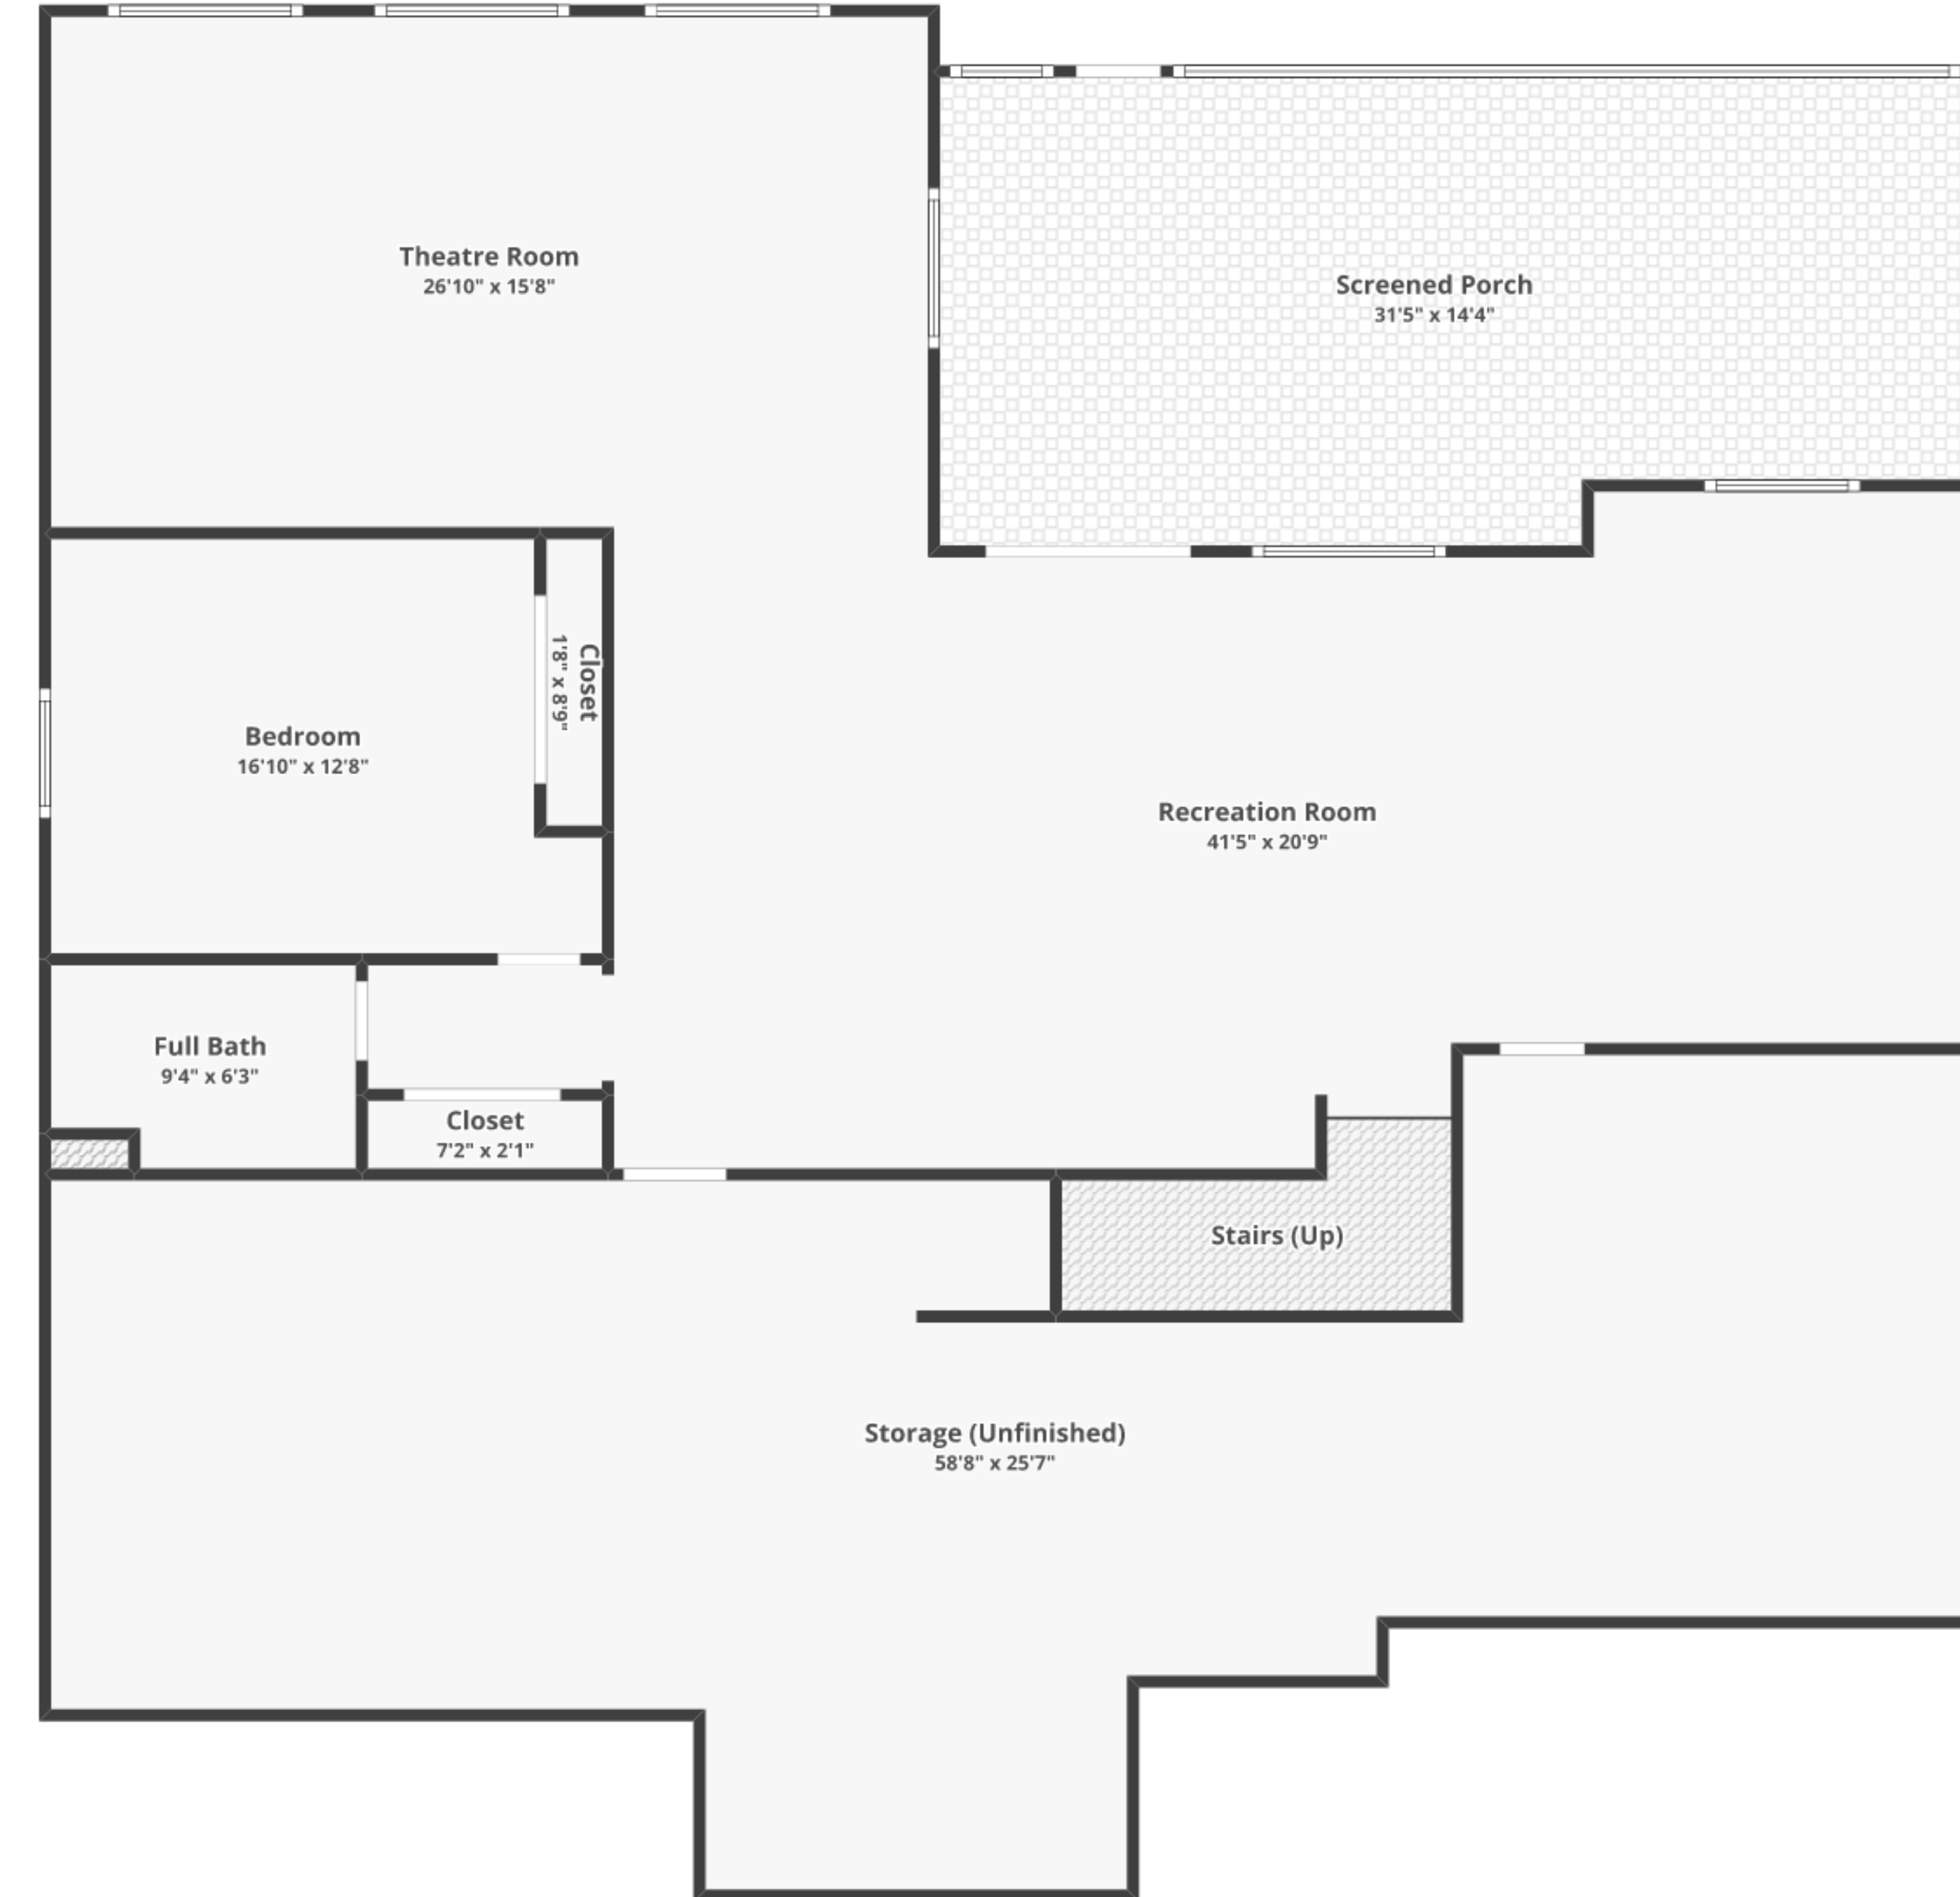 Theatre Room
26'10" x 15'8"
Screened Porch
31'5" x 14'4"
Closet
1'8" x 8'9"
Bedroom
16'10" x 12'8"
Recreation Room
41'5" x 20'9"
Full Bath
9'4" x 6'3"
Closet
7'2" x 2'1"
Stairs (Up)
Storage (Unfinished)
58'8" x 25'7"